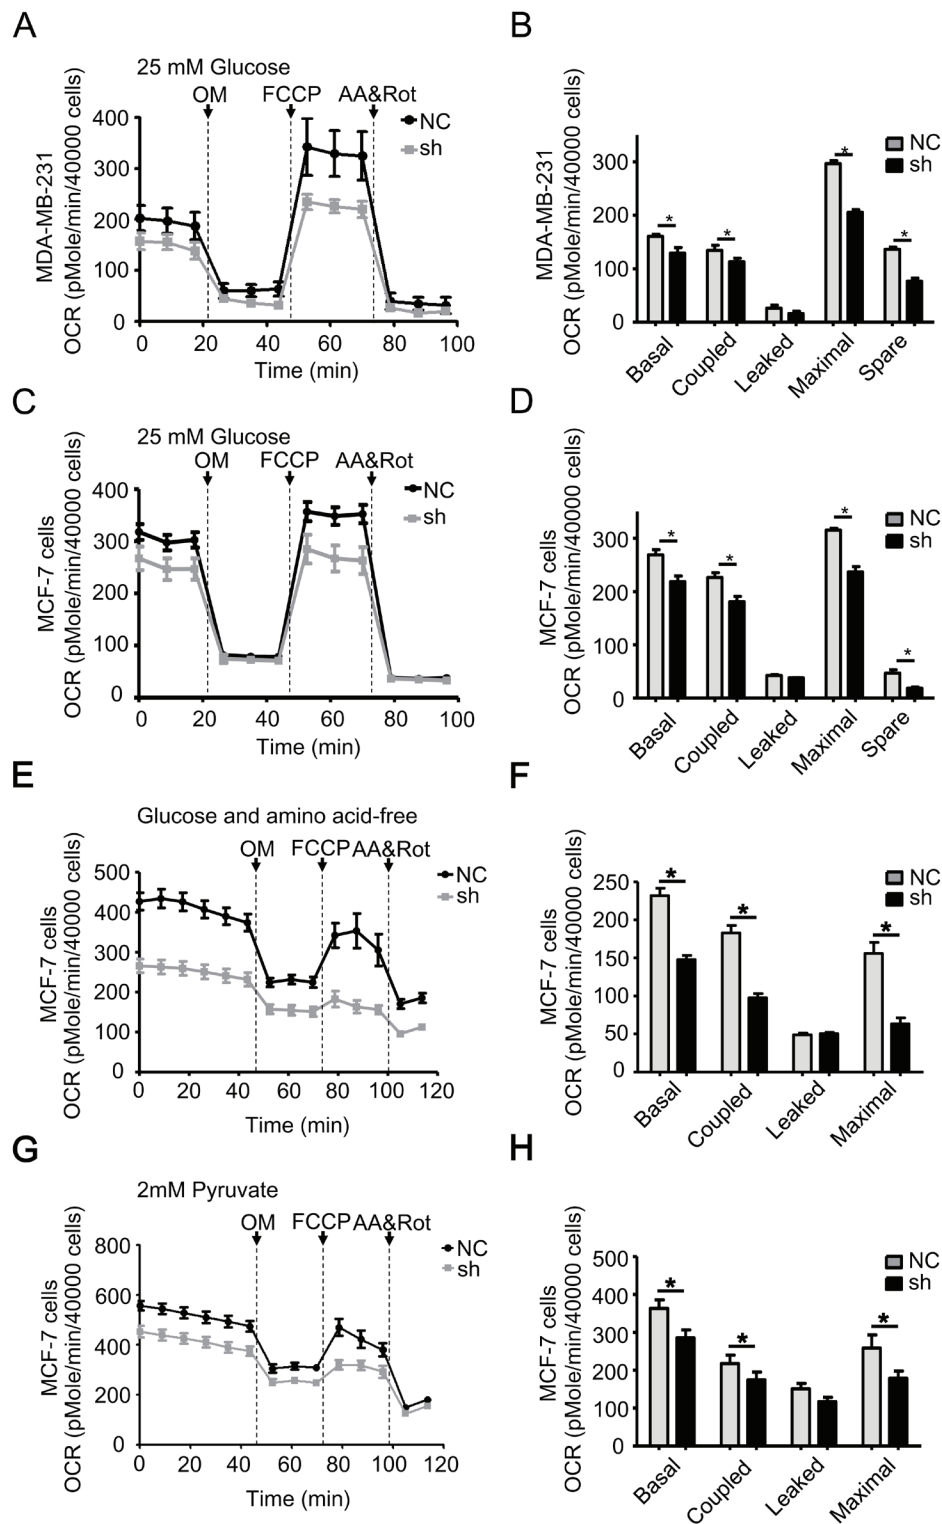 A
25 mM Glucose
OM
FCCP
AA&Rot
NC
sh
MDA-MB-231
OCR (pMole/min/40000 cells)
400
300
200
100
0
0 20 40 60 80 100
Time (min)
B
NC
sh
MDA-MB-231
OCR (pMole/min/40000 cells)
300
200
100
0
* * * *
Basal
Coupled
Leaked
Maximal
Spare
C
25 mM Glucose
OM
FCCP
AA&Rot
NC
sh
MCF-7 cells
OCR (pMole/min/40000 cells)
400
300
200
100
0
0 20 40 60 80 100
Time (min)
D
NC
sh
MCF-7 cells
OCR (pMole/min/40000 cells)
300
200
100
0
* * * *
Basal
Coupled
Leaked
Maximal
Spare
E
Glucose and amino acid-free
OM
FCCP
AA&Rot
NC
sh
MCF-7 cells
OCR (pMole/min/40000 cells)
500
400
300
200
100
0
0 20 40 60 80 100 120
Time (min)
F
NC
sh
MCF-7 cells
OCR (pMole/min/40000 cells)
250
200
150
100
50
0
* * *
Basal
Coupled
Leaked
Maximal
G
2mM Pyruvate
OM
FCCP
AA&Rot
NC
sh
MCF-7 cells
OCR (pMole/min/40000 cells)
800
600
400
200
0
0 20 40 60 80 100 120
Time (min)
H
NC
sh
MCF-7 cells
OCR (pMole/min/40000 cells)
500
400
300
200
100
0
* * *
Basal
Coupled
Leaked
Maximal